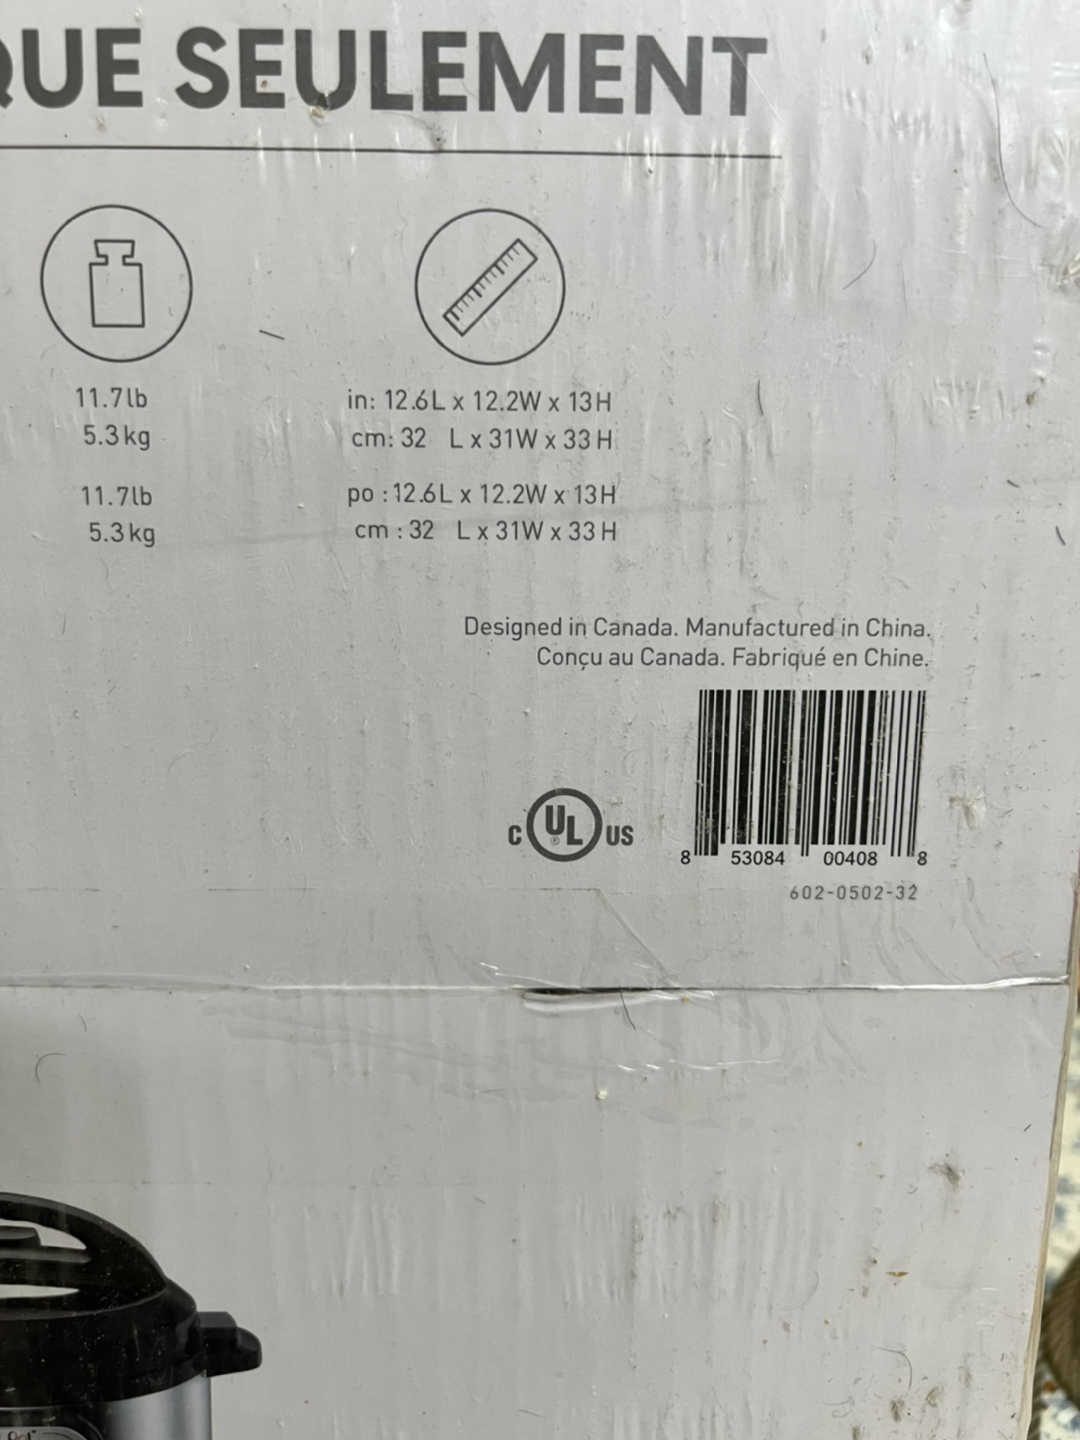 QUE SEULEMENT
11.7lb
5.3kg
11.7lb
5.3kg
in: 12.6L x 12.2W x 13H
cm: 32 L x 31W x 33H
po : 12.6L x 12.2W x 13H
cm : 32 L x 31W x 33H
Designed in Canada. Manufactured in China.
Conçu au Canada. Fabriqué en Chine.
C UL® US
8 53084 00408 8
602-0502-32